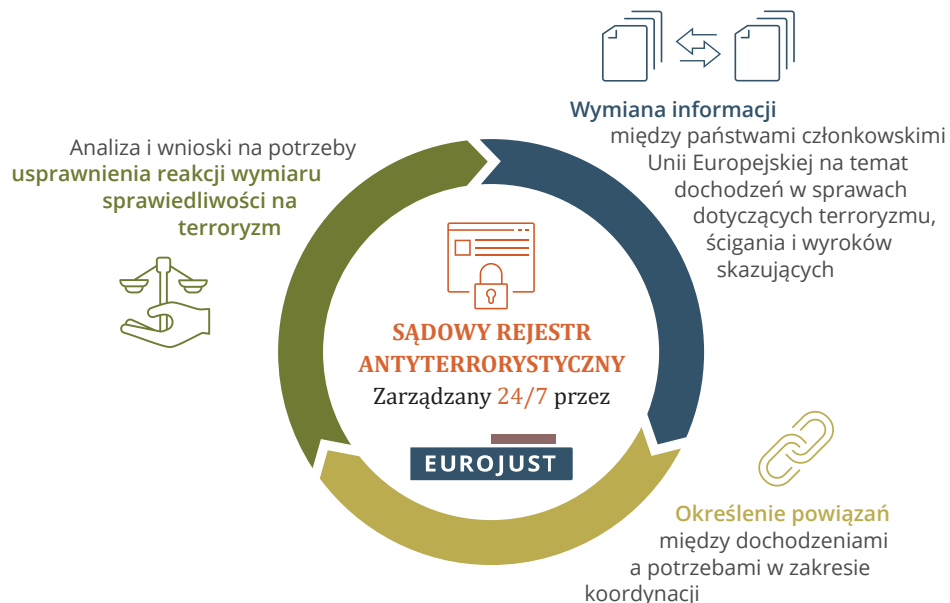 Wymiana informacji
między państwami członkowskimi
Unii Europejskiej na temat
dochodzeń w sprawach
dotyczących terroryzmu,
ścigania i wyroków
skazujących
Analiza i wnioski na potrzeby
usprawnienia reakcji wymiaru
sprawiedliwości na
terroryzm
SĄDOWY REJESTR
ANTYTERRORYSTYCZNY
Zarządzany 24/7 przez
EUROJUST
Określenie powiązań
między dochodzeniami
a potrzebami w zakresie
koordynacji